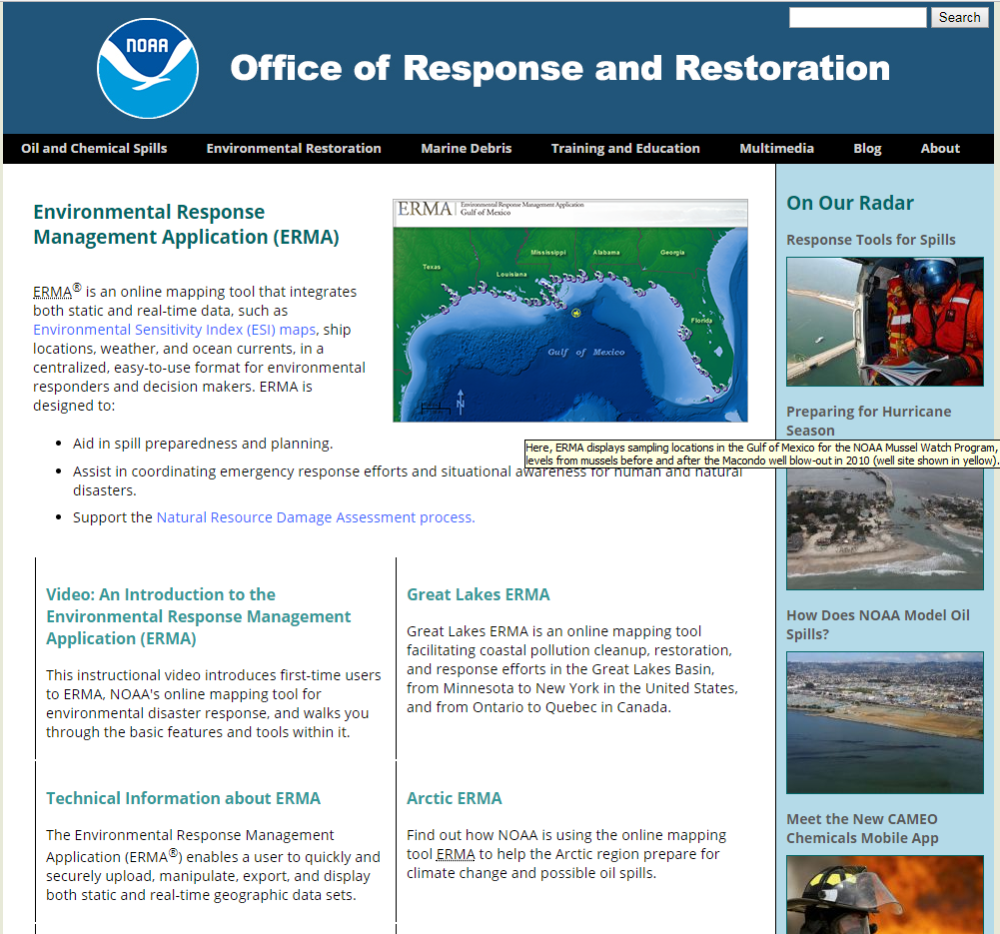 Search
NOAA
Office of Response and Restoration
Oil and Chemical Spills Environmental Restoration Marine Debris Training and Education Multimedia Blog About
Environmental Response
Management Application (ERMA)
ERMA® is an online mapping tool that integrates
both static and real-time data, such as
Environmental Sensitivity Index (ESI) maps, ship
locations, weather, and ocean currents, in a
centralized, easy-to-use format for environmental
responders and decision makers. ERMA is
designed to:
ERMA Environmental Response Management Application
Gulf of Mexico
Texas
Louisiana
Mississippi
Alabama
Georgia
Florida
Gulf of Mexico
N
Here, ERMA displays sampling locations in the Gulf of Mexico for the NOAA Mussel Watch Program,
levels from mussels before and after the Macondo well blow-out in 2010 (well site shown in yellow).
• Aid in spill preparedness and planning.
• Assist in coordinating emergency response efforts and situational awareness for human and natural
disasters.
• Support the Natural Resource Damage Assessment process.
Video: An Introduction to the
Environmental Response Management
Application (ERMA)
This instructional video introduces first-time users
to ERMA, NOAA's online mapping tool for
environmental disaster response, and walks you
through the basic features and tools within it.
Great Lakes ERMA
Great Lakes ERMA is an online mapping tool
facilitating coastal pollution cleanup, restoration,
and response efforts in the Great Lakes Basin,
from Minnesota to New York in the United States,
and from Ontario to Quebec in Canada.
Technical Information about ERMA
The Environmental Response Management
Application (ERMA®) enables a user to quickly and
securely upload, manipulate, export, and display
both static and real-time geographic data sets.
Arctic ERMA
Find out how NOAA is using the online mapping
tool ERMA to help the Arctic region prepare for
climate change and possible oil spills.
On Our Radar
Response Tools for Spills
Preparing for Hurricane
Season
How Does NOAA Model Oil
Spills?
Meet the New CAMEO
Chemicals Mobile App